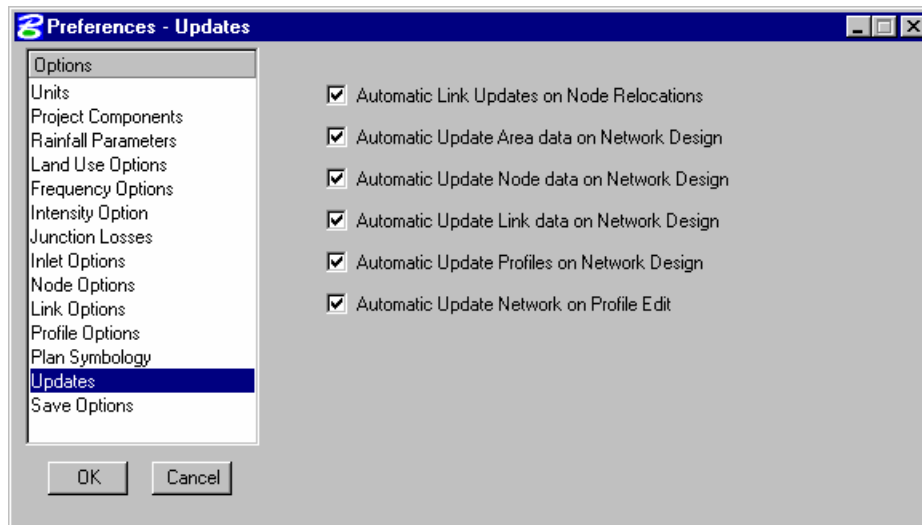 Preferences - Updates
Options
Units
Project Components
Rainfall Parameters
Land Use Options
Frequency Options
Intensity Option
Junction Losses
Inlet Options
Node Options
Link Options
Profile Options
Plan Symbology
Updates
Save Options
OK
Cancel
Automatic Link Updates on Node Relocations
Automatic Update Area data on Network Design
Automatic Update Node data on Network Design
Automatic Update Link data on Network Design
Automatic Update Profiles on Network Design
Automatic Update Network on Profile Edit